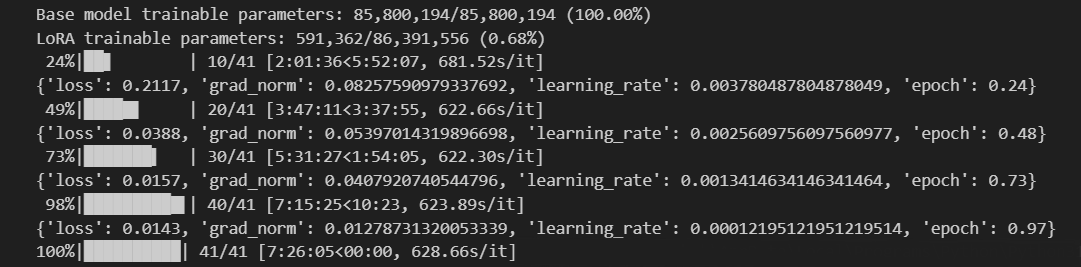 Base model trainable parameters: 85,800,194/85,800,194 (100.00%)
LoRA trainable parameters: 591,362/86,391,556 (0.68%)
24%|██▌ | 10/41 [2:01:36<5:52:07, 681.52s/it]
{'loss': 0.2117, 'grad_norm': 0.08257590979337692, 'learning_rate': 0.003780487804878049, 'epoch': 0.24}
49%|█████ | 20/41 [3:47:11<3:37:55, 622.66s/it]
{'loss': 0.0388, 'grad_norm': 0.05397014319896698, 'learning_rate': 0.0025609756097560977, 'epoch': 0.48}
73%|███████▌ | 30/41 [5:31:27<1:54:05, 622.30s/it]
{'loss': 0.0157, 'grad_norm': 0.0407920740544796, 'learning_rate': 0.0013414634146341464, 'epoch': 0.73}
98%|█████████▊| 40/41 [7:15:25<10:23, 623.89s/it]
{'loss': 0.0143, 'grad_norm': 0.01278731320053339, 'learning_rate': 0.00012195121951219514, 'epoch': 0.97}
100%|██████████| 41/41 [7:26:05<00:00, 628.66s/it]